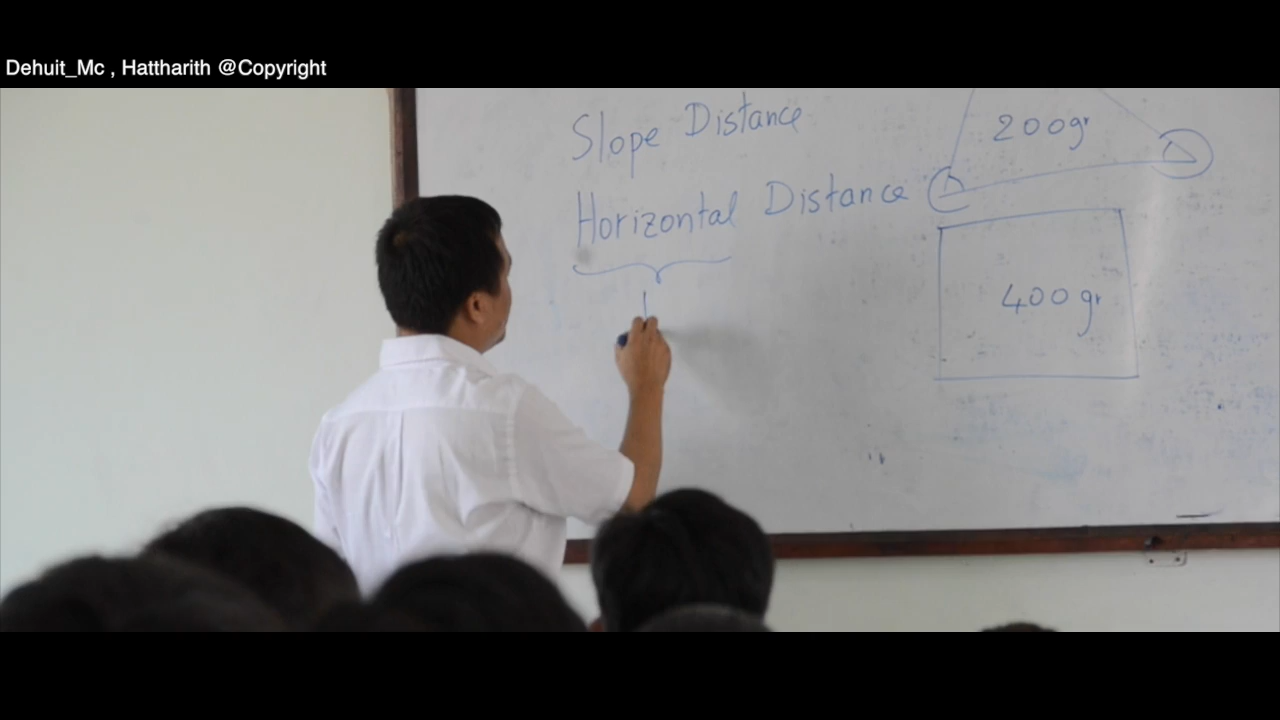 Dehuit_Mc , Hattharith @Copyright
Slope Distance
Horizontal Distance
200gr
400gr